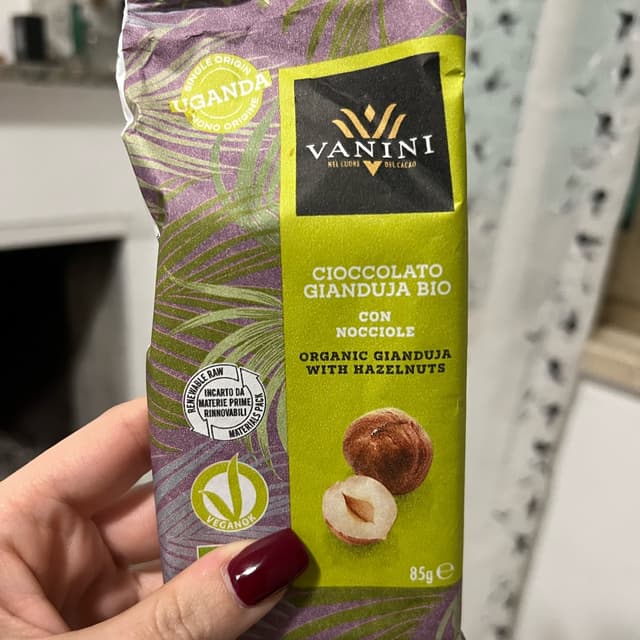 SINGLE ORIGIN
UGANDA
MONO ORIGINE
VANINI
NEL CUORE DEL CACAO
CIOCCOLATO
GIANDUJA BIO
CON
NOCCIOLE
ORGANIC GIANDUJA
WITH HAZELNUTS
RENEWABLE RAW
INCARTO DA
MATERIE PRIME
RINNOVABILI
MATERIALS PACK
VEGANOK
85g ℮